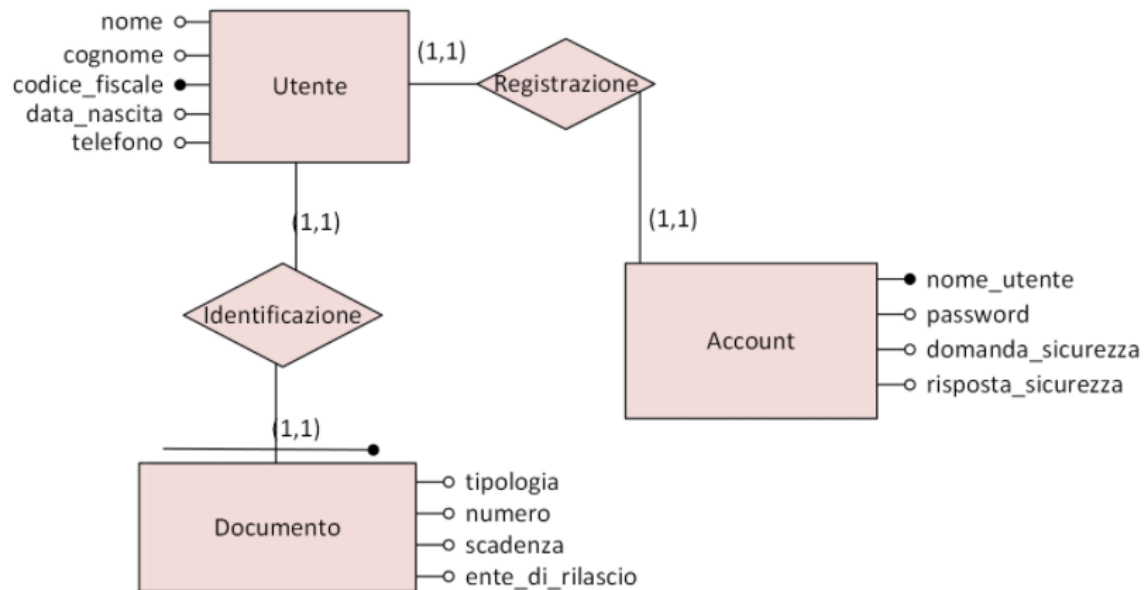 nome
cognome
codice_fiscale
data_nascita
telefono
Utente
(1,1)
Registrazione
(1,1)
(1,1)
Identificazione
(1,1)
Account
nome_utente
password
domanda_sicurezza
risposta_sicurezza
Documento
tipologia
numero
scadenza
ente_di_rilascio